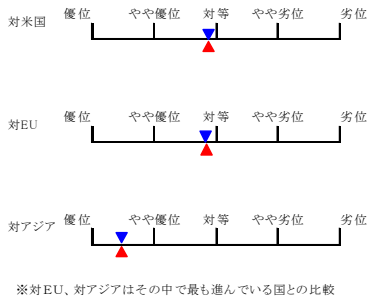 優位 やや優位 対等 やや劣位 劣位
対米国
優位 やや優位 対等 やや劣位 劣位
対EU
優位 やや優位 対等 やや劣位 劣位
対アジア
※対EU、対アジアはその中で最も進んでいる国との比較